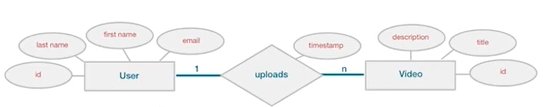 first name
last name
email
id
User
1
uploads
timestamp
n
description
title
Video
id